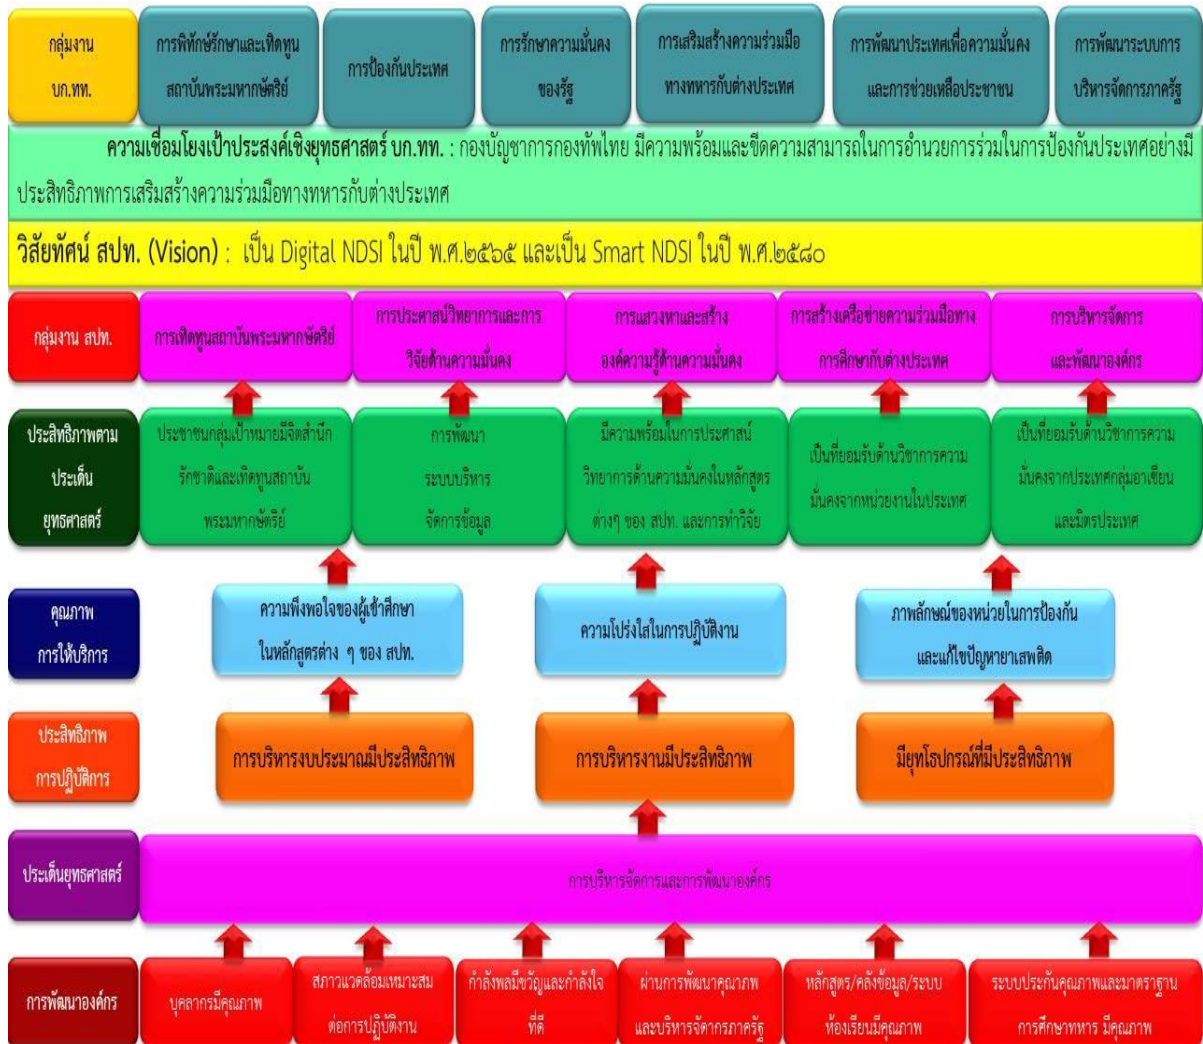 กลุ่มงาน
บก.ทท.
การพิทักษ์รักษาและเทิดทูน
สถาบันพระมหากษัตริย์
การป้องกันประเทศ
การรักษาความมั่นคง
ของรัฐ
การเสริมสร้างความร่วมมือ
ทางทหารกับต่างประเทศ
การพัฒนาประเทศเพื่อความมั่นคง
และการช่วยเหลือประชาชน
การพัฒนาระบบการ
บริหารจัดการภาครัฐ
ความเชื่อมโยงเป้าประสงค์เชิงยุทธศาสตร์ บก.ทท. : กองบัญชาการกองทัพไทย มีความพร้อมและขีดความสามารถในการอำนวยการร่วมในการป้องกันประเทศอย่างมี
ประสิทธิภาพการเสริมสร้างความร่วมมือทางทหารกับต่างประเทศ
วิสัยทัศน์ สปท. (Vision) : เป็น Digital NDSI ในปี พ.ศ.๒๕๖๕ และเป็น Smart NDSI ในปี พ.ศ.๒๕๘๐
กลุ่มงาน สปท.
การเทิดทูนสถาบันพระมหากษัตริย์
การประศาสน์วิทยาการและการ
วิจัยด้านความมั่นคง
การแสวงหาและสร้าง
องค์ความรู้ด้านความมั่นคง
การสร้างเครือข่ายความร่วมมือทาง
การศึกษากับต่างประเทศ
การบริหารจัดการ
และพัฒนาองค์กร
ประสิทธิภาพตาม
ประเด็น
ยุทธศาสตร์
ประชาชนกลุ่มเป้าหมายมีจิตสำนึก
รักชาติและเทิดทูนสถาบัน
พระมหากษัตริย์
การพัฒนา
ระบบบริหาร
จัดการข้อมูล
มีความพร้อมในการประศาสน์
วิทยาการด้านความมั่นคงในหลักสูตร
ต่างๆ ของ สปท. และการทำวิจัย
เป็นที่ยอมรับด้านวิชาการความ
มั่นคงจากหน่วยงานในประเทศ
เป็นที่ยอมรับด้านวิชาการความ
มั่นคงจากประเทศกลุ่มอาเซียน
และมิตรประเทศ
คุณภาพ
การให้บริการ
ความพึงพอใจของผู้เข้าศึกษา
ในหลักสูตรต่าง ๆ ของ สปท.
ความโปร่งใสในการปฏิบัติงาน
ภาพลักษณ์ของหน่วยในการป้องกัน
และแก้ไขปัญหายาเสพติด
ประสิทธิภาพ
การปฏิบัติการ
การบริหารงบประมาณมีประสิทธิภาพ
การบริหารงานมีประสิทธิภาพ
มียุทโธปกรณ์ที่มีประสิทธิภาพ
ประเด็นยุทธศาสตร์
การบริหารจัดการและการพัฒนาองค์กร
การพัฒนาองค์กร
บุคลากรมีคุณภาพ
สภาวแวดล้อมเหมาะสม
ต่อการปฏิบัติงาน
กำลังพลมีขวัญและกำลังใจ
ที่ดี
ผ่านการพัฒนาคุณาภพ
และบริหารจัดการภาครัฐ
หลักสูตร/คลังข้อมูล/ระบบ
ห้องเรียนมีคุณภาพ
ระบบประกันคุณภาพและมาตราฐาน
การศึกษาทหาร มีคุณภาพ